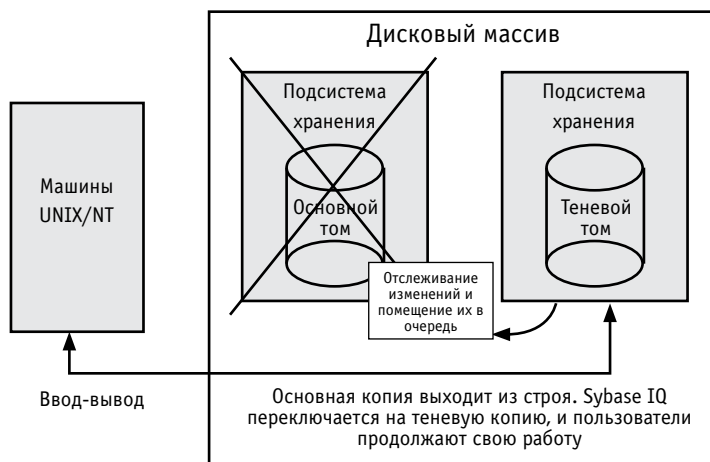 Дисковый массив
Подсистема
хранения
Основной
том
Подсистема
хранения
Теневой
том
Машины
UNIX/NT
Отслеживание
изменений и
помещение их в
очередь
Ввод-вывод
Основная копия выходит из строя. Sybase IQ
переключается на теневую копию, и пользователи
продолжают свою работу